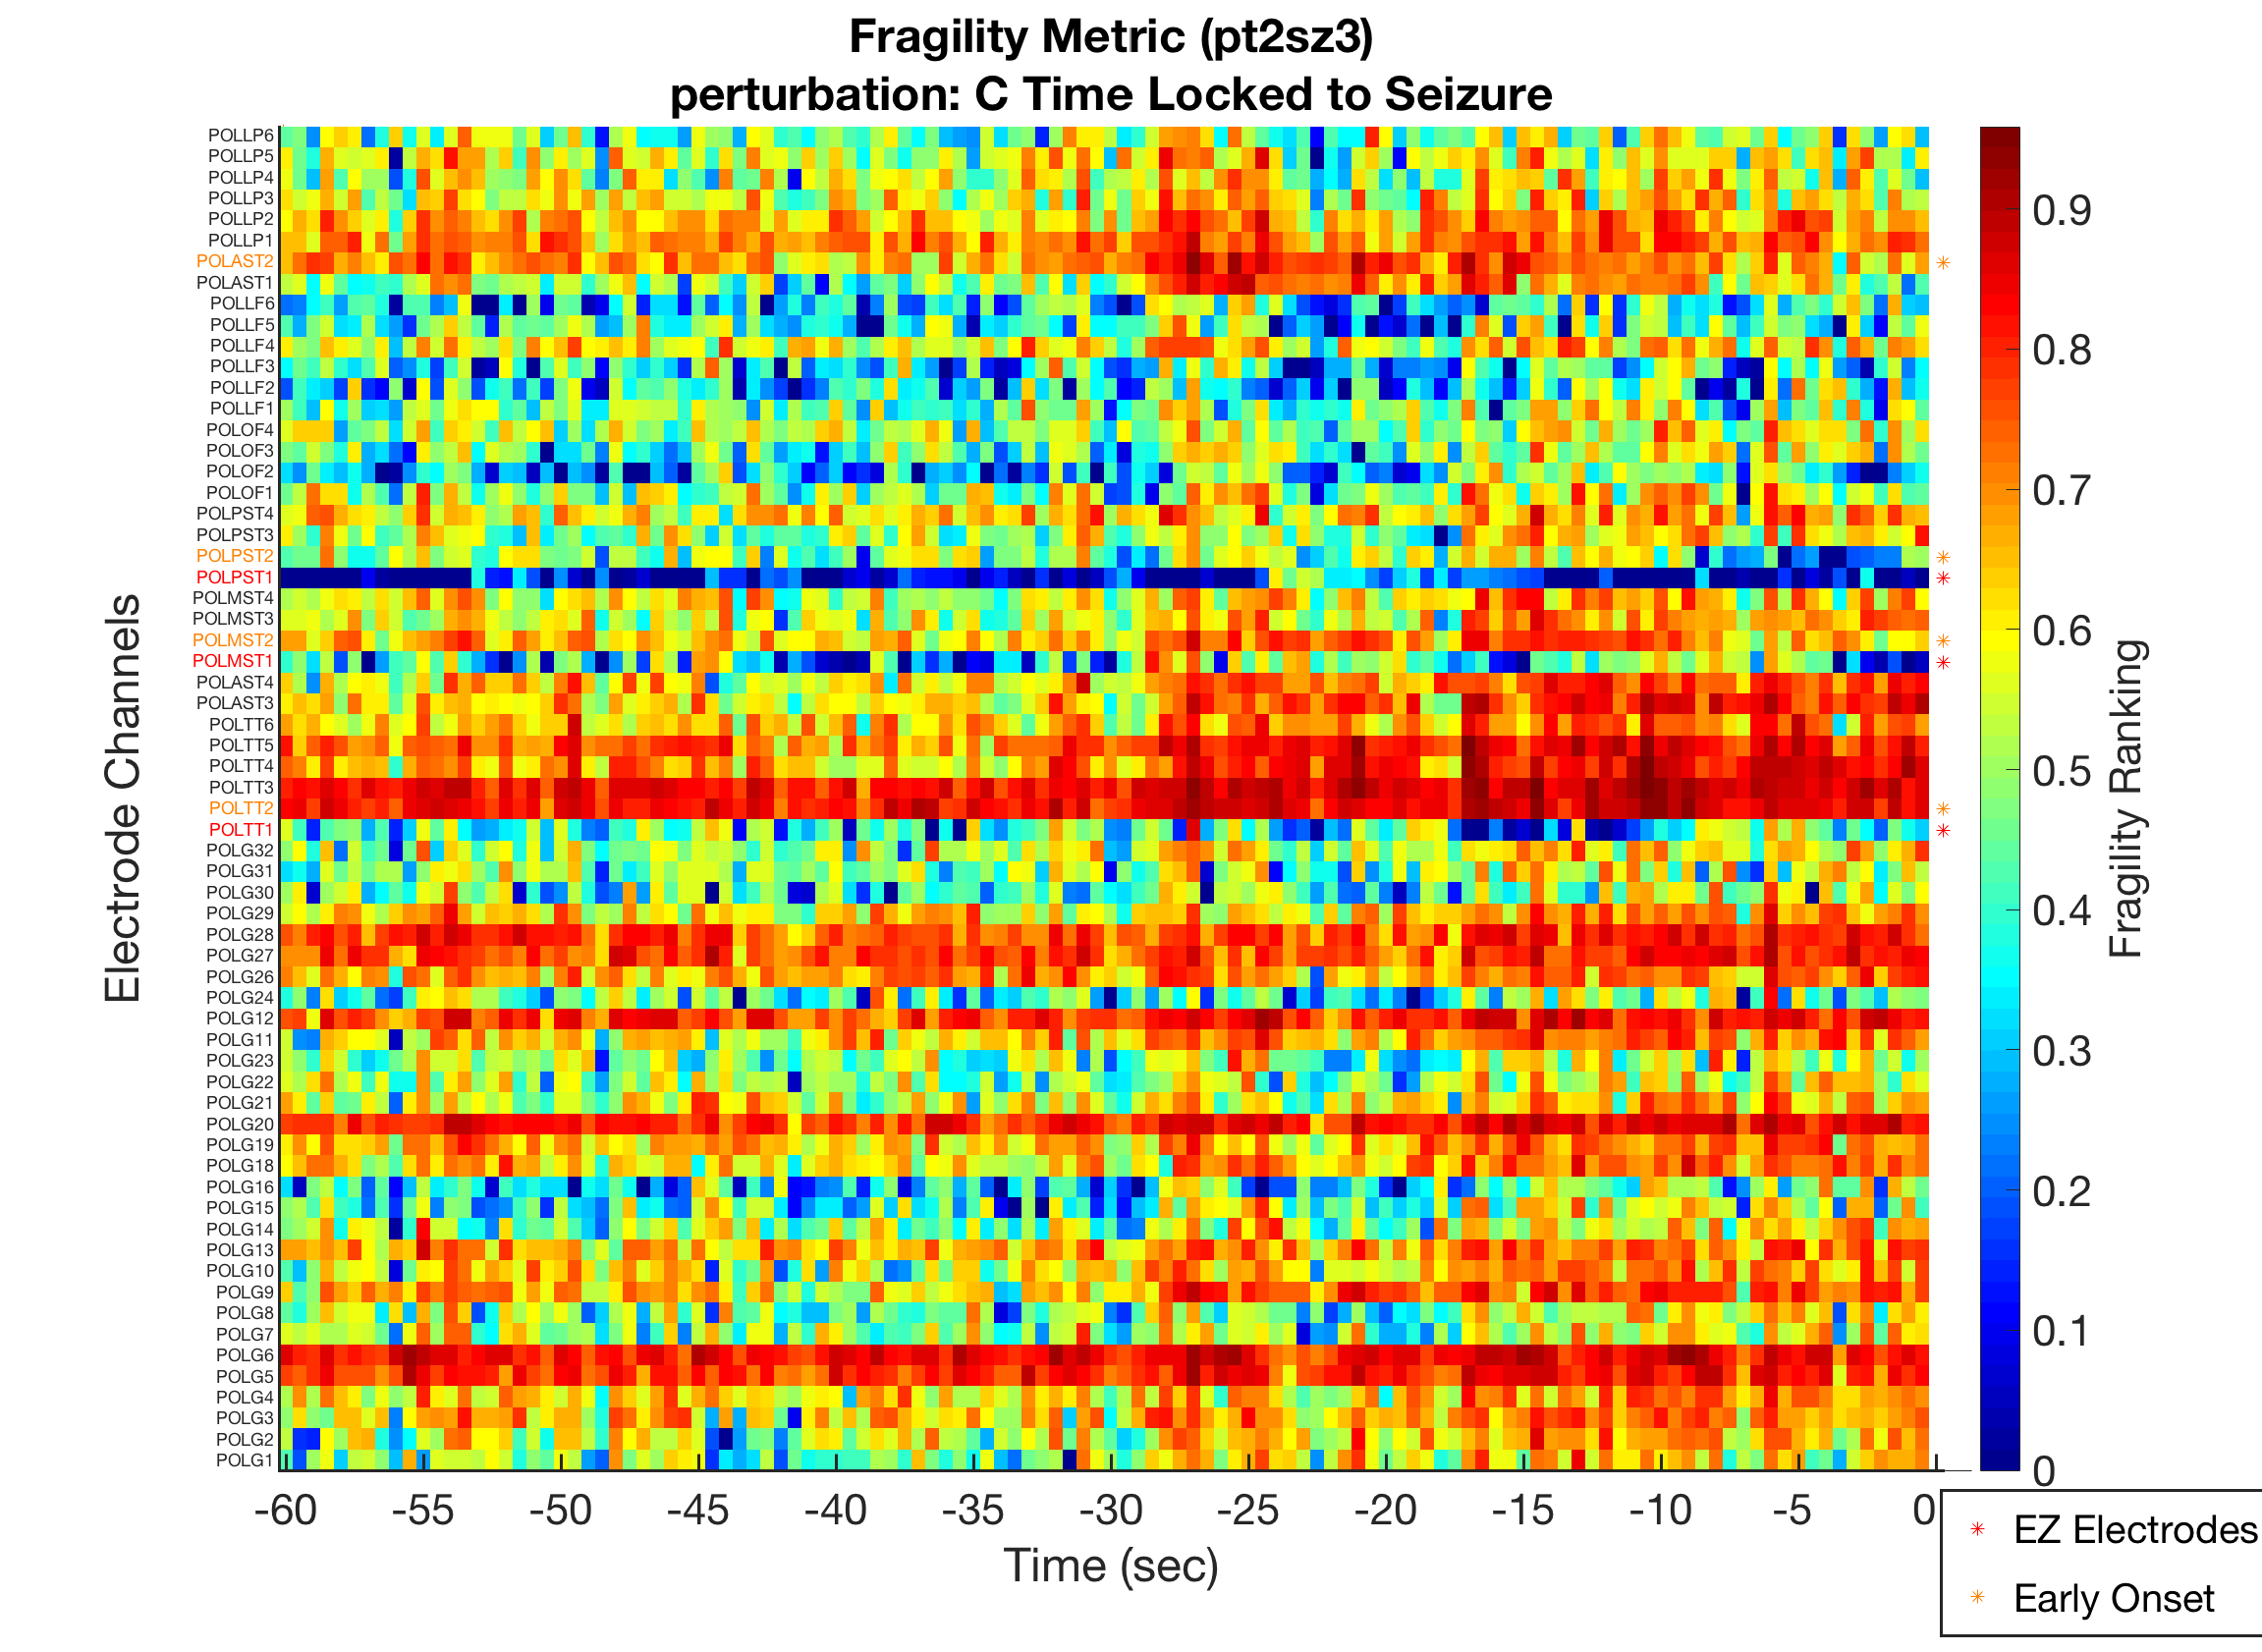 Fragility Metric (pt2sz3)
perturbation: C Time Locked to Seizure
Electrode Channels
POLLP6
POLLP5
POLLP4
POLLP3
POLLP2
POLLP1
POLAST2
POLAST1
POLLF6
POLLF5
POLLF4
POLLF3
POLLF2
POLLF1
POLOF4
POLOF3
POLOF2
POLOF1
POLPST4
POLPST3
POLPST2
POLPST1
POLMST4
POLMST3
POLMST2
POLMST1
POLAST4
POLAST3
POLTT6
POLTT5
POLTT4
POLTT3
POLTT2
POLTT1
POLG32
POLG31
POLG30
POLG29
POLG28
POLG27
POLG26
POLG24
POLG12
POLG11
POLG23
POLG22
POLG21
POLG20
POLG19
POLG18
POLG16
POLG15
POLG14
POLG13
POLG10
POLG9
POLG8
POLG7
POLG6
POLG5
POLG4
POLG3
POLG2
POLG1
-60 -55 -50 -45 -40 -35 -30 -25 -20 -15 -10 -5 0
Time (sec)
0.9
0.8
0.7
0.6
0.5
0.4
0.3
0.2
0.1
0
Fragility Ranking
EZ Electrodes
Early Onset